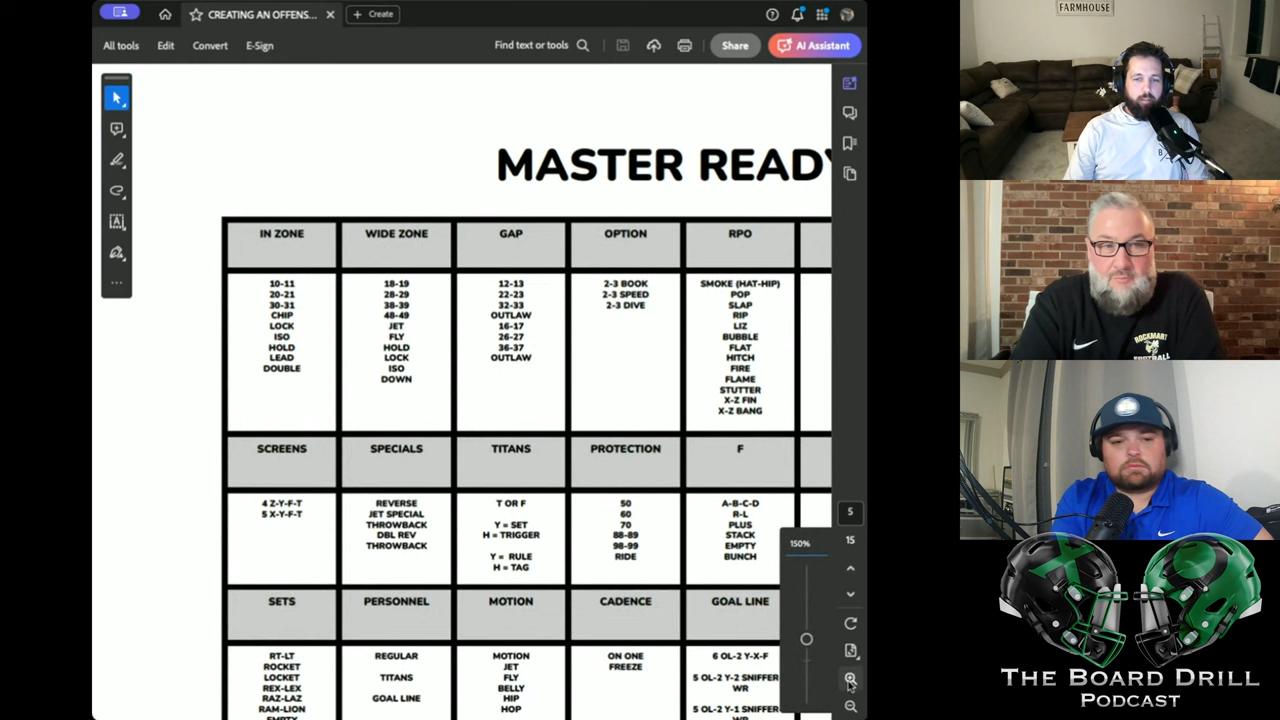 CREATING AN OFFENS...
Create
All tools
Edit
Convert
E-Sign
Find text or tools
Share
AI Assistant
MASTER READY
IN ZONE
WIDE ZONE
GAP
OPTION
RPO
10-11
20-21
30-31
CHIP
LOCK
ISO
HOLD
LEAD
DOUBLE
18-19
28-29
38-39
48-49
JET
FLY
HOLD
LOCK
ISO
DOWN
12-13
22-23
32-33
OUTLAW
16-17
26-27
36-37
OUTLAW
2-3 BOOK
2-3 SPEED
2-3 DIVE
SMOKE (HAT-HIP)
POP
SLAP
RIP
LIZ
BUBBLE
FLAT
HITCH
FIRE
FLAME
STUTTER
X-Z FIN
X-Z BANG
SCREENS
SPECIALS
TITANS
PROTECTION
F
4 Z-Y-F-T
5 X-Y-F-T
REVERSE
JET SPECIAL
THROWBACK
DBL REV
THROWBACK
T OR F
Y = SET
H = TRIGGER
Y = RULE
H = TAG
50
60
70
88-89
98-99
RIDE
A-B-C-D
R-L
PLUS
STACK
EMPTY
BUNCH
SETS
PERSONNEL
MOTION
CADENCE
GOAL LINE
RT-LT
ROCKET
LOCKET
REX-LEX
RAZ-LAZ
RAM-LION
EMPTY
REGULAR
TITANS
GOAL LINE
MOTION
JET
FLY
BELLY
HIP
HOP
ON ONE
FREEZE
6 OL-2 Y-X-F
5 OL-2 Y-2 SNIFFER-
WR
5 OL-2 Y-1 SNIFFER-
WR
5
15
150%
FARMHOUSE
ROCKMART
FOOTBALL
THE BOARD DRILL
PODCAST